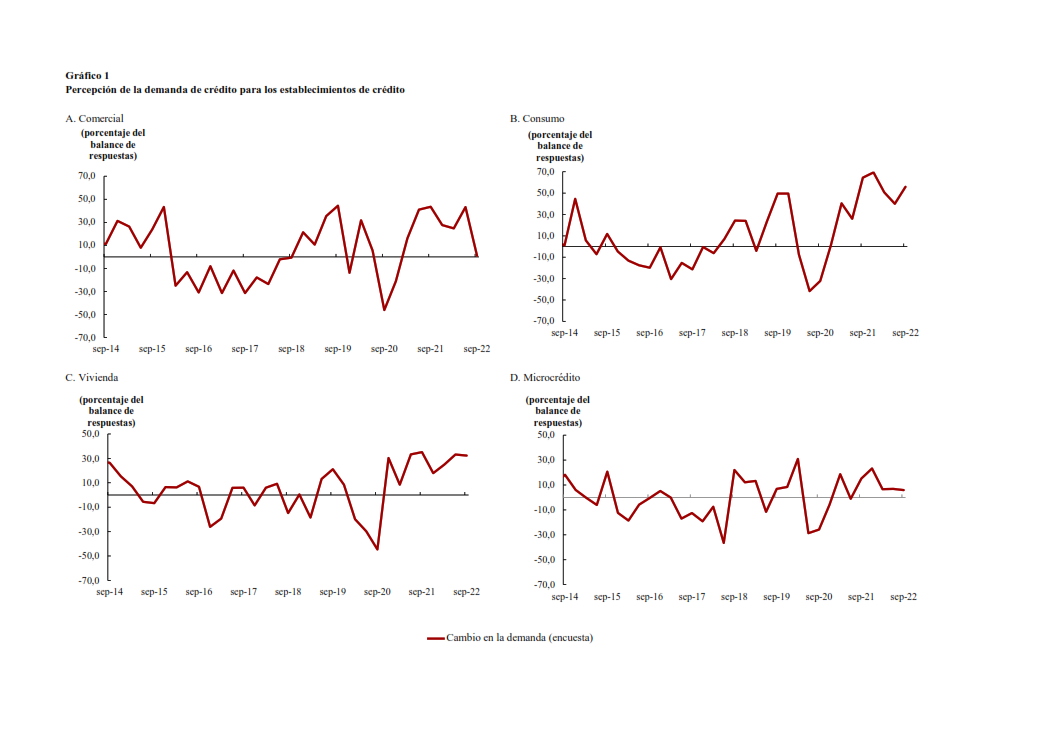 Gráfico 1
Percepción de la demanda de crédito para los establecimientos de crédito
A. Comercial
(porcentaje del
balance de
respuestas)
70,0
50,0
30,0
10,0
-10,0
-30,0
-50,0
-70,0
sep-14 sep-15 sep-16 sep-17 sep-18 sep-19 sep-20 sep-21 sep-22
B. Consumo
(porcentaje del
balance de
respuestas)
70,0
50,0
30,0
10,0
-10,0
-30,0
-50,0
-70,0
sep-14 sep-15 sep-16 sep-17 sep-18 sep-19 sep-20 sep-21 sep-22
C. Vivienda
(porcentaje del
balance de
respuestas)
50,0
30,0
10,0
-10,0
-30,0
-50,0
-70,0
sep-14 sep-15 sep-16 sep-17 sep-18 sep-19 sep-20 sep-21 sep-22
D. Microcrédito
(porcentaje del
balance de
respuestas)
50,0
30,0
10,0
-10,0
-30,0
-50,0
-70,0
sep-14 sep-15 sep-16 sep-17 sep-18 sep-19 sep-20 sep-21 sep-22
Cambio en la demanda (encuesta)